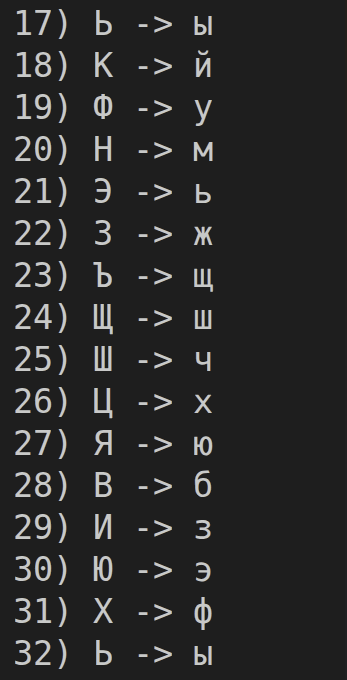 17) Ь -> ы
18) К -> й
19) Ф -> у
20) Н -> м
21) Э -> ь
22) З -> ж
23) Ъ -> щ
24) Щ -> ш
25) Ш -> ч
26) Ц -> х
27) Я -> ю
28) В -> б
29) И -> з
30) Ю -> э
31) Х -> ф
32) Ь -> ы